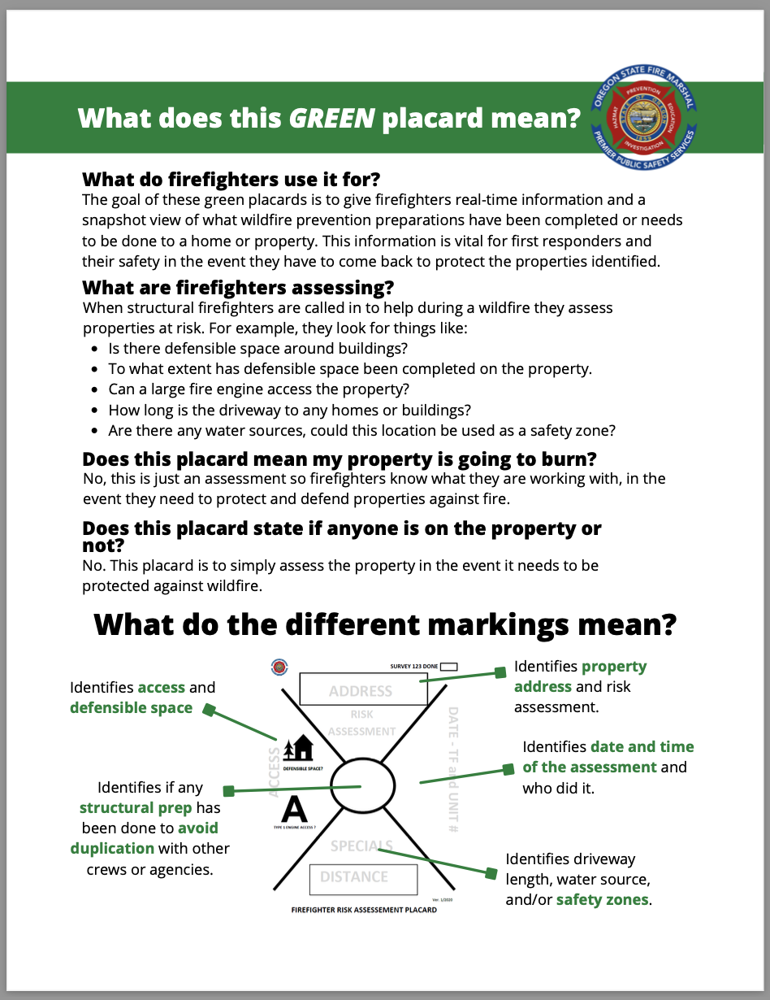 What does this GREEN placard mean?
OREGON STATE FIRE MARSHAL
PREVENTION
HAZMAT
EDUCATION
STATE OF OREGON
1859
INVESTIGATION
PREMIER PUBLIC SAFETY SERVICES
What do firefighters use it for?
The goal of these green placards is to give firefighters real-time information and a
snapshot view of what wildfire prevention preparations have been completed or needs
to be done to a home or property. This information is vital for first responders and
their safety in the event they have to come back to protect the properties identified.
What are firefighters assessing?
When structural firefighters are called in to help during a wildfire they assess
properties at risk. For example, they look for things like:
• Is there defensible space around buildings?
• To what extent has defensible space been completed on the property.
• Can a large fire engine access the property?
• How long is the driveway to any homes or buildings?
• Are there any water sources, could this location be used as a safety zone?
Does this placard mean my property is going to burn?
No, this is just an assessment so firefighters know what they are working with, in the
event they need to protect and defend properties against fire.
Does this placard state if anyone is on the property or
not?
No. This placard is to simply assess the property in the event it needs to be
protected against wildfire.
What do the different markings mean?
Identifies access and
defensible space
Identifies if any
structural prep has
been done to avoid
duplication with other
crews or agencies.
SURVEY 123 DONE
ADDRESS
RISK
ASSESSMENT
ACCESS
DEFENSIBLE SPACE?
A
TYPE 1 ENGINE ACCESS ?
DATE - TF and UNIT #
SPECIALS
DISTANCE
Ver. 1/2020
FIREFIGHTER RISK ASSESSEMENT PLACARD
Identifies property
address and risk
assessment.
Identifies date and time
of the assessment and
who did it.
Identifies driveway
length, water source,
and/or safety zones.